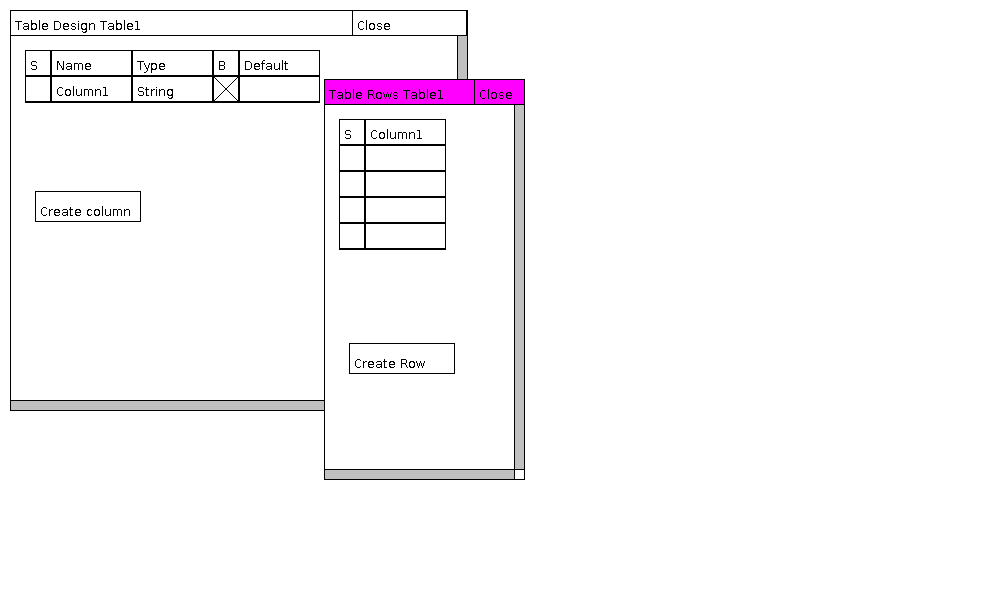 Table Design Table1 Close
S Name Type B Default
Column1 String
Create column
Table Rows Table1 Close
S Column1
Create Row